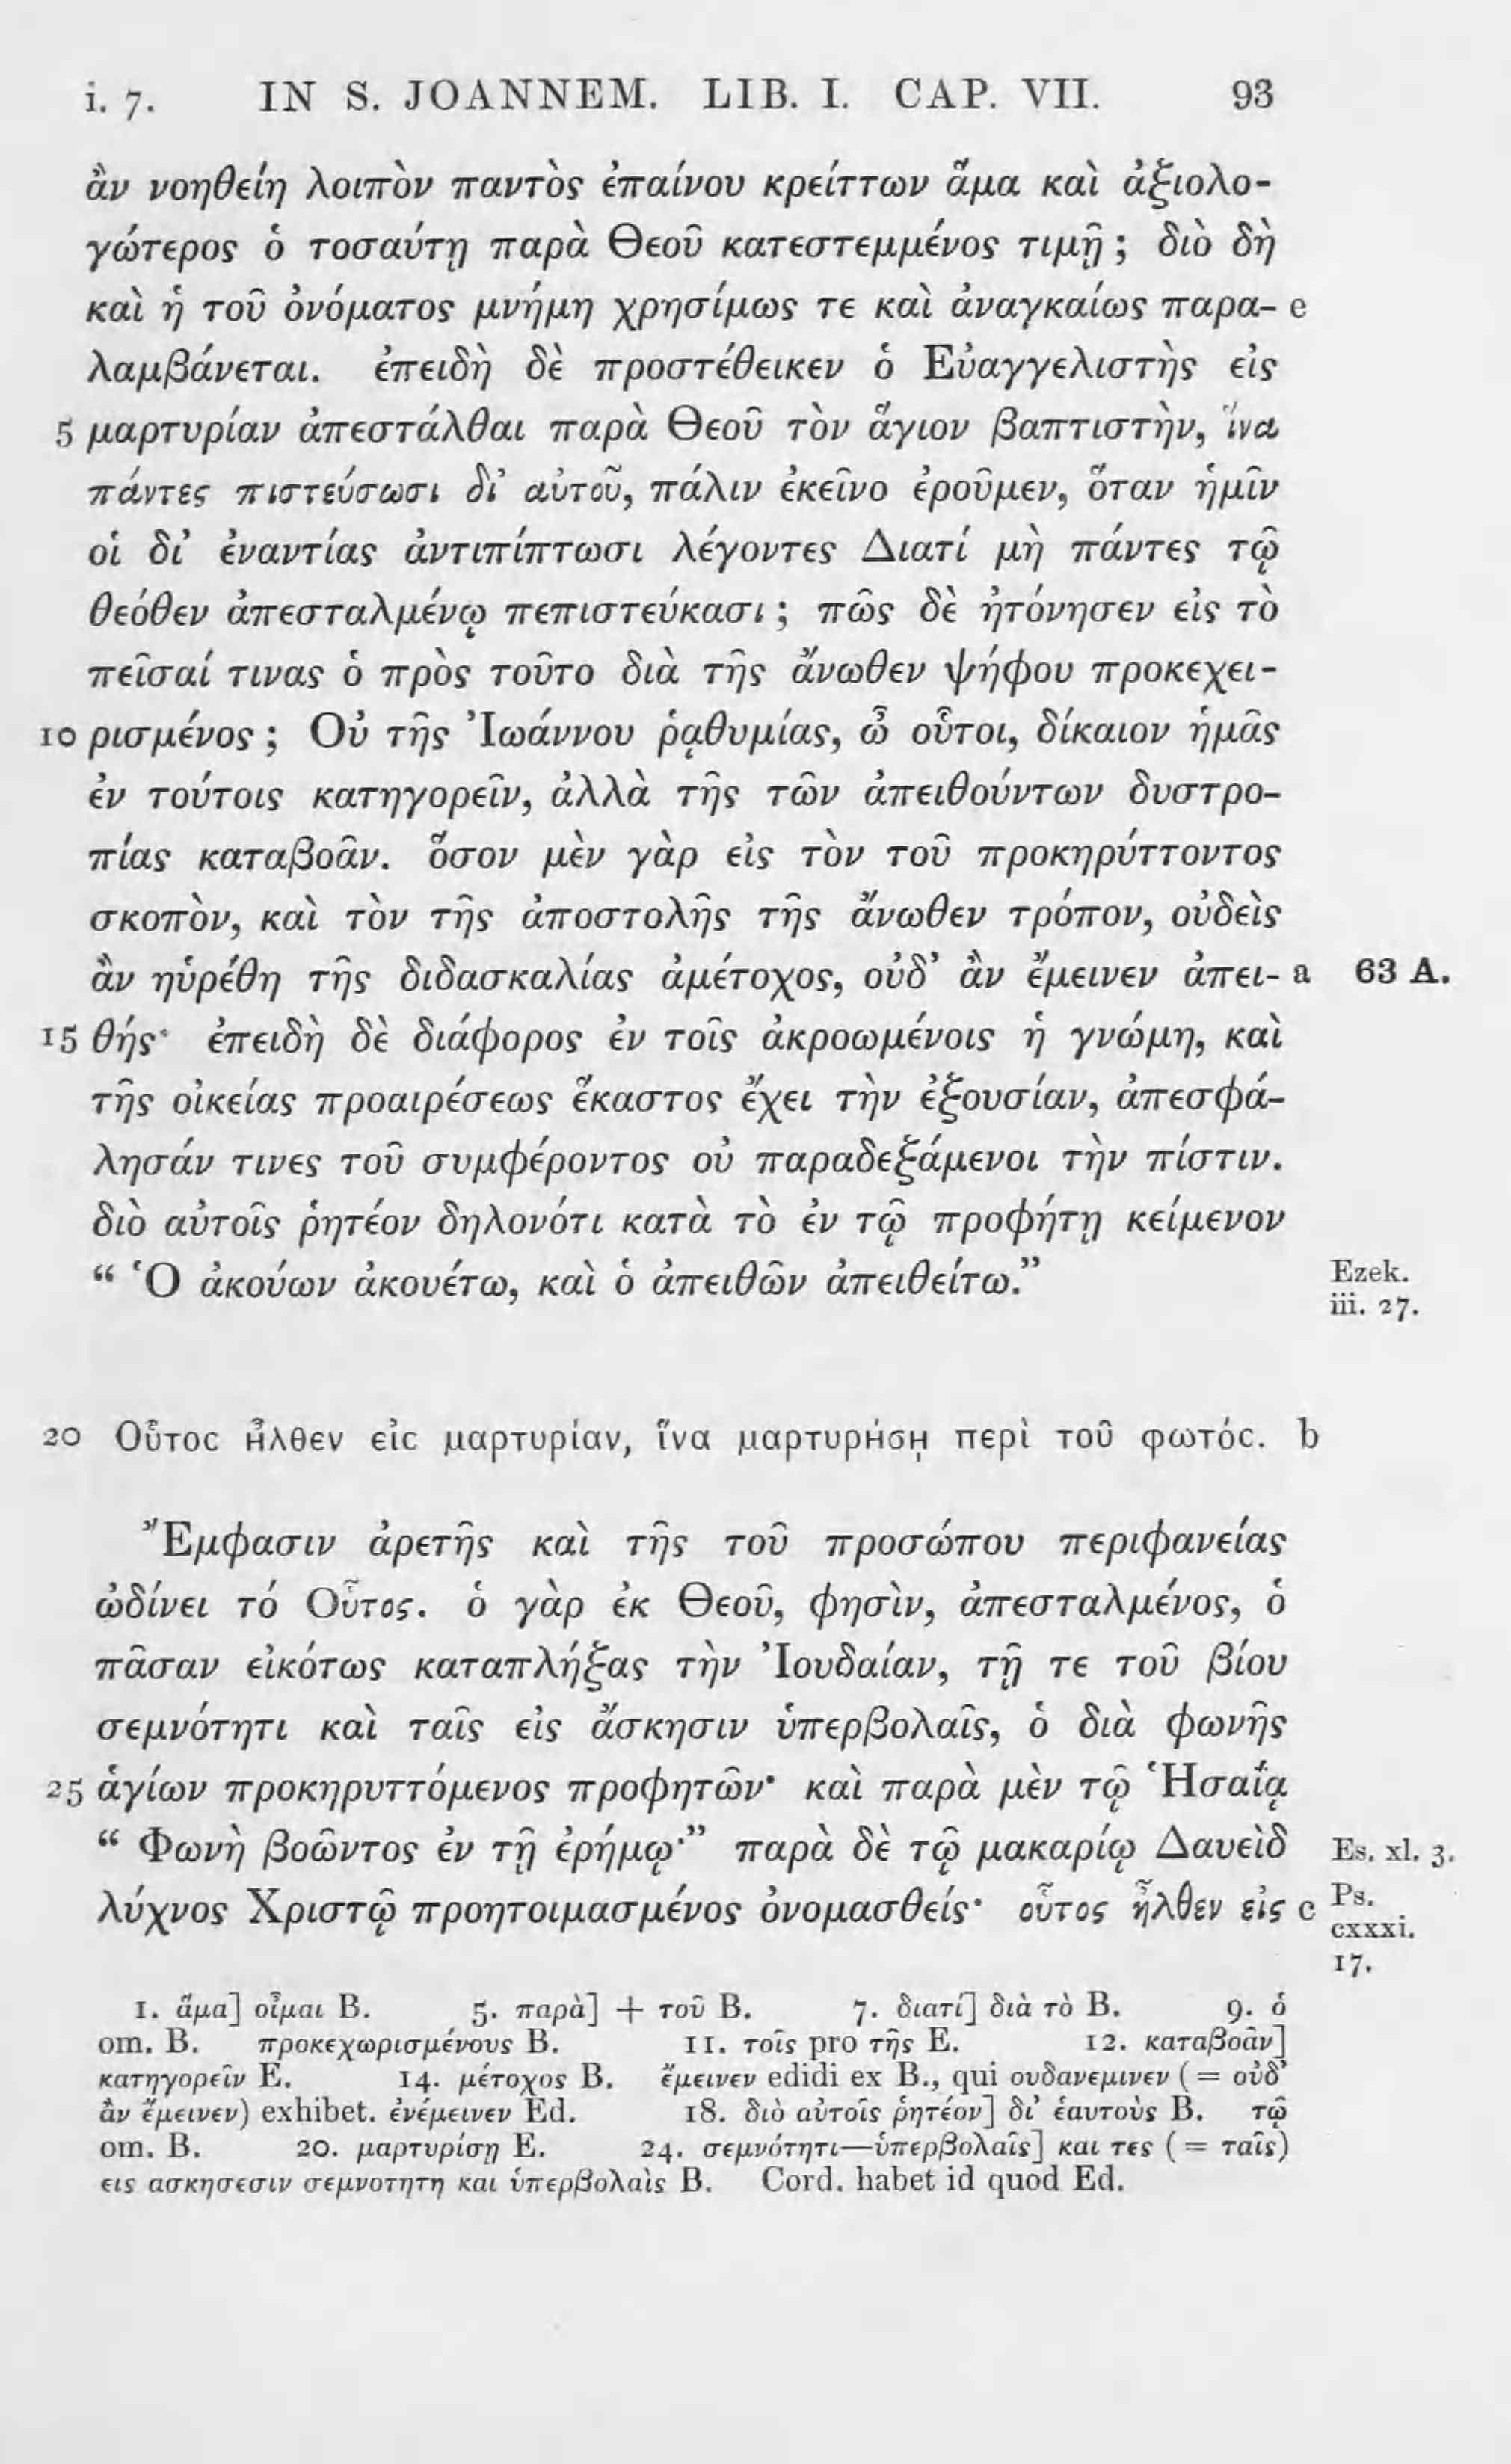 i. 7. IN S. JOANNEM. LIB. I. CAP. VII. 93
ἂν νοηθείη λοιπὸν παντὸς ἐπαίνου κρείττων ἅμα καὶ ἀξιολο-
γώτερος ὁ τοσαύτῃ παρὰ Θεοῦ κατεστεμμένος τιμῇ ; διὸ δὴ
καὶ ἡ τοῦ ὀνόματος μνήμη χρησίμως τε καὶ ἀναγκαίως παρα- e
λαμβάνεται. ἐπειδὴ δὲ προστέθεικεν ὁ Εὐαγγελιστὴς εἰς
5 μαρτυρίαν ἀπεστάλθαι παρὰ Θεοῦ τὸν ἅγιον βαπτιστὴν, ἵνα
πάντες πιστεύσωσι δι’ αὐτοῦ, πάλιν ἐκεῖνο ἐροῦμεν, ὅταν ἡμῖν
οἱ δι’ ἐναντίας ἀντιπίπτωσι λέγοντες Διατί μὴ πάντες τῷ
θεόθεν ἀπεσταλμένῳ πεπιστεύκασι ; πῶς δὲ ἠτόνησεν εἰς τὸ
πεῖσαί τινας ὁ πρὸς τοῦτο διὰ τῆς ἄνωθεν ψήφου προκεχει-
10 ρισμένος ; Οὐ τῆς Ἰωάννου ῥᾳθυμίας, ὦ οὗτοι, δίκαιον ἡμᾶς
ἐν τούτοις κατηγορεῖν, ἀλλὰ τῆς τῶν ἀπειθούντων δυστρο-
πίας καταβοᾶν. ὅσον μὲν γὰρ εἰς τὸν τοῦ προκηρύττοντος
σκοπὸν, καὶ τὸν τῆς ἀποστολῆς τῆς ἄνωθεν τρόπον, οὐδεὶς
ἂν ηὑρέθη τῆς διδασκαλίας ἀμέτοχος, οὐδ’ ἂν ἔμεινεν ἀπει- a 63 A.
15 θής· ἐπειδὴ δὲ διάφορος ἐν τοῖς ἀκροωμένοις ἡ γνώμη, καὶ
τῆς οἰκείας προαιρέσεως ἕκαστος ἔχει τὴν ἐξουσίαν, ἀπεσφά-
λησάν τινες τοῦ συμφέροντος οὐ παραδεξάμενοι τὴν πίστιν.
διὸ αὐτοῖς ῥητέον δηλονότι κατὰ τὸ ἐν τῷ προφήτῃ κείμενον
“ Ὁ ἀκούων ἀκουέτω, καὶ ὁ ἀπειθῶν ἀπειθείτω.” Ezek.
iii. 27.
20 Οὗτος ἦλθεν εἰς μαρτυρίαν, ἵνα μαρτυρήσῃ περὶ τοῦ φωτός. b
Ἔμφασιν ἀρετῆς καὶ τῆς τοῦ προσώπου περιφανείας
ὠδίνει τό Οὗτος. ὁ γὰρ ἐκ Θεοῦ, φησὶν, ἀπεσταλμένος, ὁ
πᾶσαν εἰκότως καταπλήξας τὴν Ἰουδαίαν, τῇ τε τοῦ βίου
σεμνότητι καὶ ταῖς εἰς ἄσκησιν ὑπερβολαῖς, ὁ διὰ φωνῆς
25 ἁγίων προκηρυττόμενος προφητῶν· καὶ παρὰ μὲν τῷ Ἡσαΐᾳ
“ Φωνὴ βοῶντος ἐν τῇ ἐρήμῳ·” παρὰ δὲ τῷ μακαρίῳ Δαυεὶδ Es. xl. 3.
λύχνος Χριστῷ προητοιμασμένος ὀνομασθείς· οὗτος ἦλθεν εἰς c Ps.
cxxxi.
17.
1. ἅμα] οἶμαι B. 5. παρὰ] + τοῦ B. 7. διατί] διὰ τὸ B. 9. ὁ
om. B. προκεχωρισμένους B. 11. τοῖς pro τῆς E. 12. καταβοᾶν]
κατηγορεῖν E. 14. μέτοχος B. ἔμεινεν edidi ex B., qui ουδανεμινεν ( = οὐδ’
ἂν ἔμεινεν) exhibet. ἐνέμεινεν Ed. 18. διὸ αὐτοῖς ῥητέον] δι’ ἑαυτοὺς B. τῷ
om. B. 20. μαρτυρίσῃ E. 24. σεμνότητι—ὑπερβολαῖς] και τες ( = ταῖς)
εις ασκησεσιν σεμνοτητη και ὑπερβολαὶς B. Cord. habet id quod Ed.